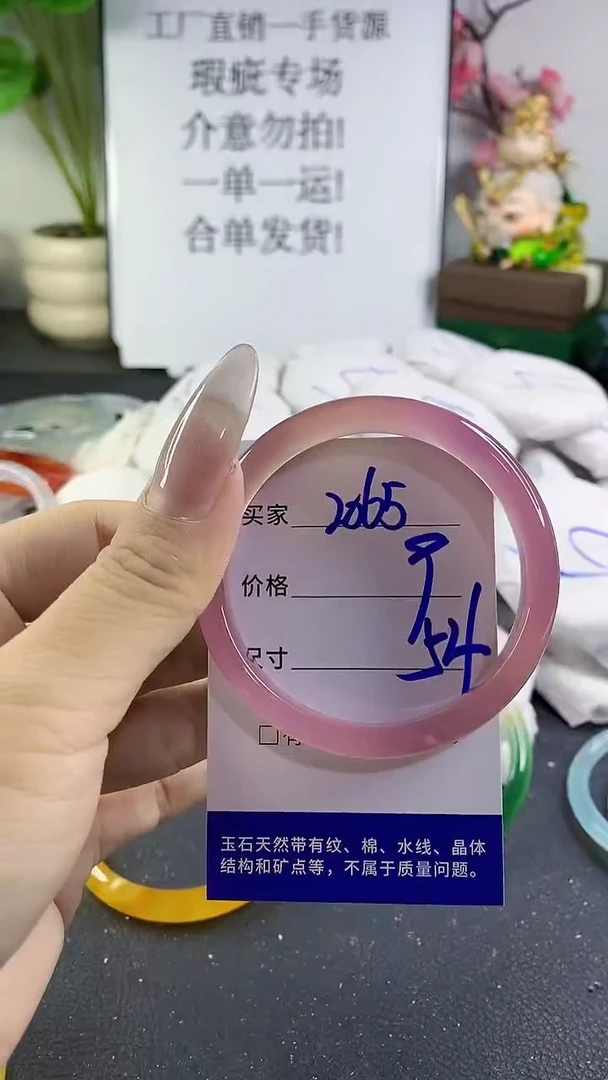 工厂直销一手货源
瑕疵专场
介意勿拍!
一单一运!
合单发货!
买家 2065
价格 9
尺寸 54
□有
玉石天然带有纹、棉、水线、晶体
结构和矿点等，不属于质量问题。